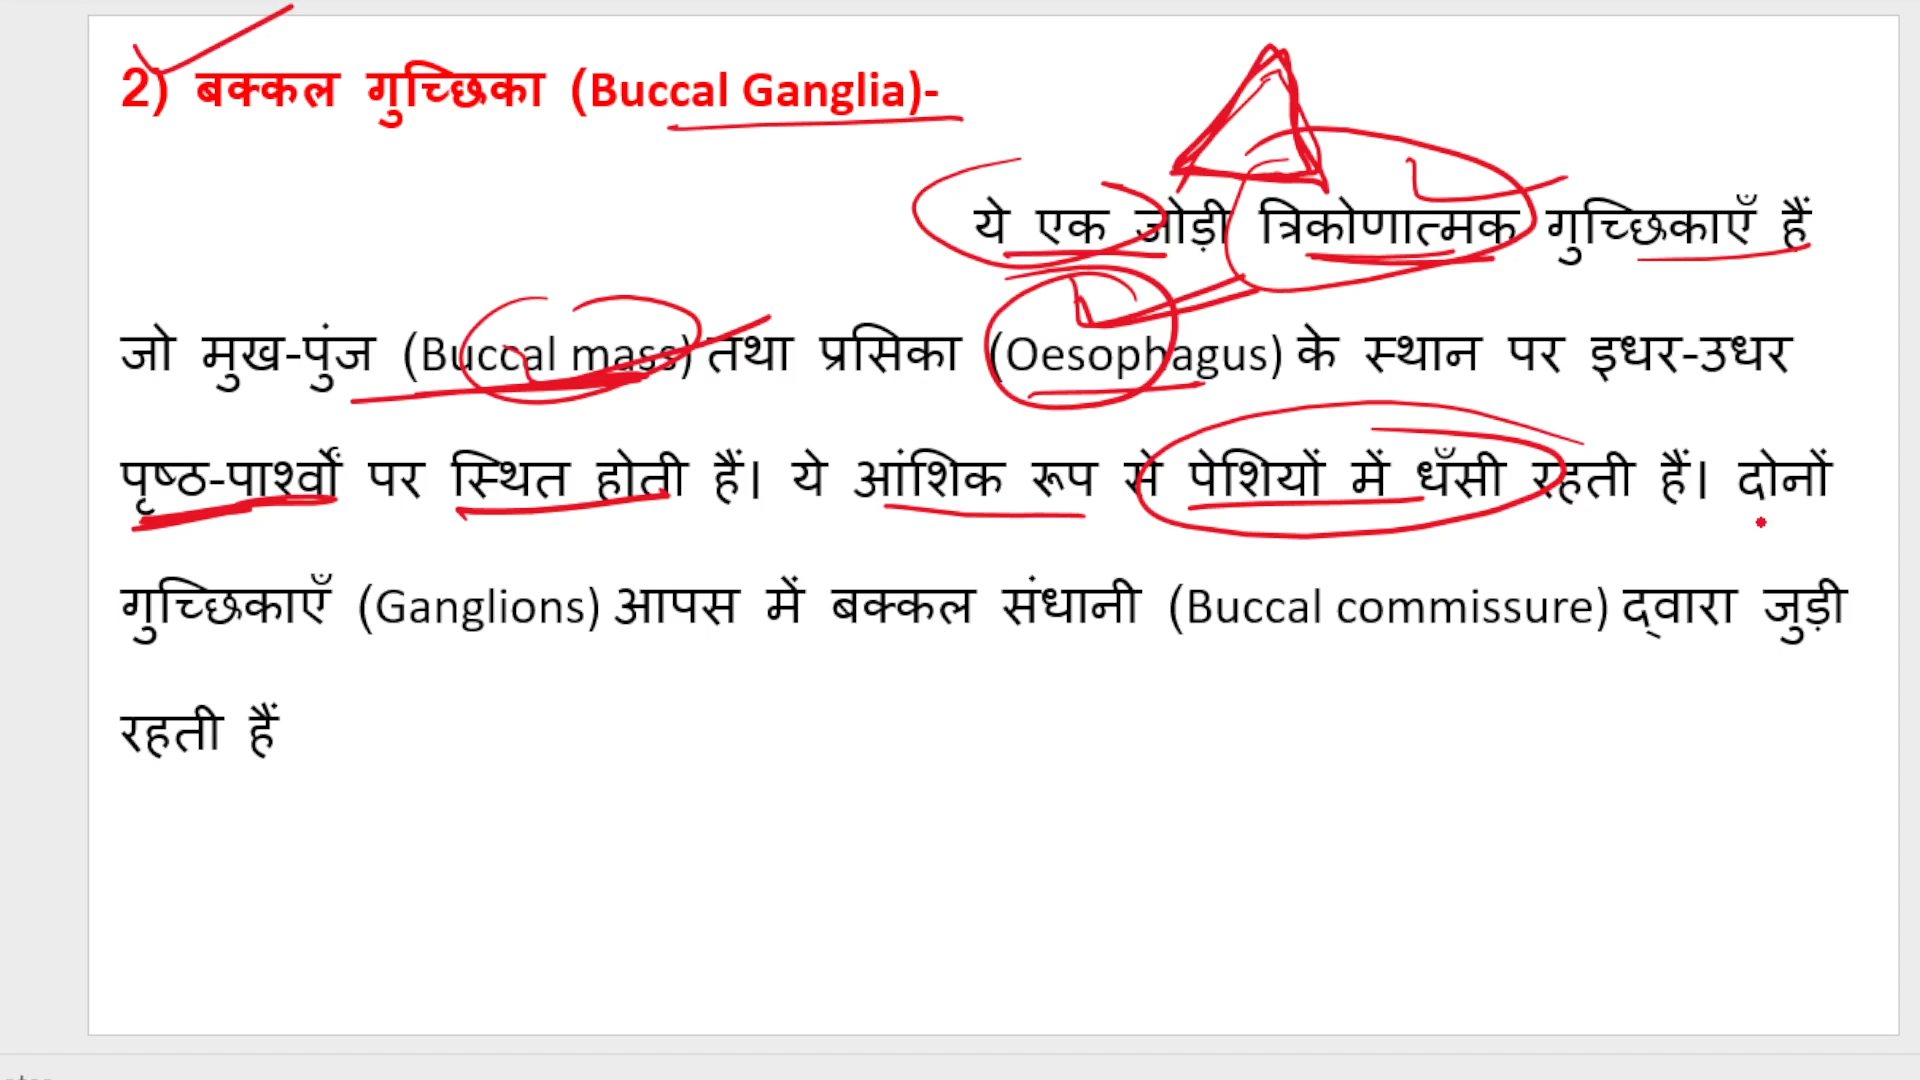 2) बक्कल गुच्छिका (Buccal Ganglia)-
ये एक जोड़ी त्रिकोणात्मक गुच्छिकाएँ हैं
जो मुख-पुंज (Buccal mass) तथा प्रसिका (Oesophagus) के स्थान पर इधर-उधर
पृष्ठ-पार्श्वों पर स्थित होती हैं। ये आंशिक रूप से पेशियों में धँसी रहती हैं। दोनों
गुच्छिकाएँ (Ganglions) आपस में बक्कल संधानी (Buccal commissure) द्वारा जुड़ी
रहती हैं